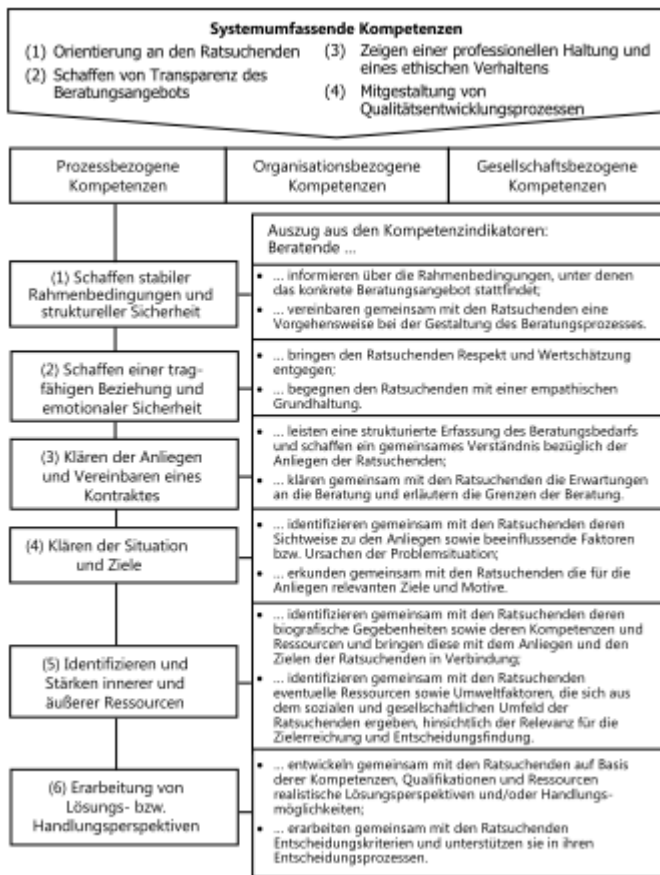 Systemumfassende Kompetenzen
(1) Orientierung an den Ratsuchenden
(2) Schaffen von Transparenz des
Beratungsangebots
(3) Zeigen einer professionellen Haltung und
eines ethischen Verhaltens
(4) Mitgestaltung von
Qualitätsentwicklungsprozessen
Prozessbezogene
Kompetenzen
Organisationsbezogene
Kompetenzen
Gesellschaftsbezogene
Kompetenzen
Auszug aus den Kompetenzindikatoren:
Beratende ...
(1) Schaffen stabiler
Rahmenbedingungen und
struktureller Sicherheit
• ... informieren über die Rahmenbedingungen, unter denen
das konkrete Beratungsangebot stattfindet;
• ... vereinbaren gemeinsam mit den Ratsuchenden eine
Vorgehensweise bei der Gestaltung des Beratungsprozesses.
(2) Schaffen einer trag-
fähigen Beziehung und
emotionaler Sicherheit
• ... bringen den Ratsuchenden Respekt und Wertschätzung
entgegen;
• ... begegnen den Ratsuchenden mit einer empathischen
Grundhaltung.
(3) Klären der Anliegen
und Vereinbaren eines
Kontraktes
• ... leisten eine strukturierte Erfassung des Beratungsbedarfs
und schaffen ein gemeinsames Verständnis bezüglich der
Anliegen der Ratsuchenden;
• ... klären gemeinsam mit den Ratsuchenden die Erwartungen
an die Beratung und erläutern die Grenzen der Beratung.
(4) Klären der Situation
und Ziele
• ... identifizieren gemeinsam mit den Ratsuchenden deren
Sichtweise zu den Anliegen sowie beeinflussende Faktoren
bzw. Ursachen der Problemsituation;
• ... erkunden gemeinsam mit den Ratsuchenden die für die
Anliegen relevanten Ziele und Motive.
(5) Identifizieren und
Stärken innerer und
äußerer Ressourcen
• ... identifizieren gemeinsam mit den Ratsuchenden deren
biografische Gegebenheiten sowie deren Kompetenzen und
Ressourcen und bringen diese mit dem Anliegen und den
Zielen der Ratsuchenden in Verbindung;
• ... identifizieren gemeinsam mit den Ratsuchenden
eventuelle Ressourcen sowie Umweltfaktoren, die sich aus
dem sozialen und gesellschaftlichen Umfeld der
Ratsuchenden ergeben, hinsichtlich der Relevanz für die
Zielerreichung und Entscheidungsfindung.
(6) Erarbeitung von
Lösungs- bzw.
Handlungsperspektiven
• ... entwickeln gemeinsam mit den Ratsuchenden auf Basis
derer Kompetenzen, Qualifikationen und Ressourcen
realistische Lösungsperspektiven und/oder Handlungs-
möglichkeiten;
• ... erarbeiten gemeinsam mit den Ratsuchenden
Entscheidungskriterien und unterstützen sie in ihren
Entscheidungsprozessen.